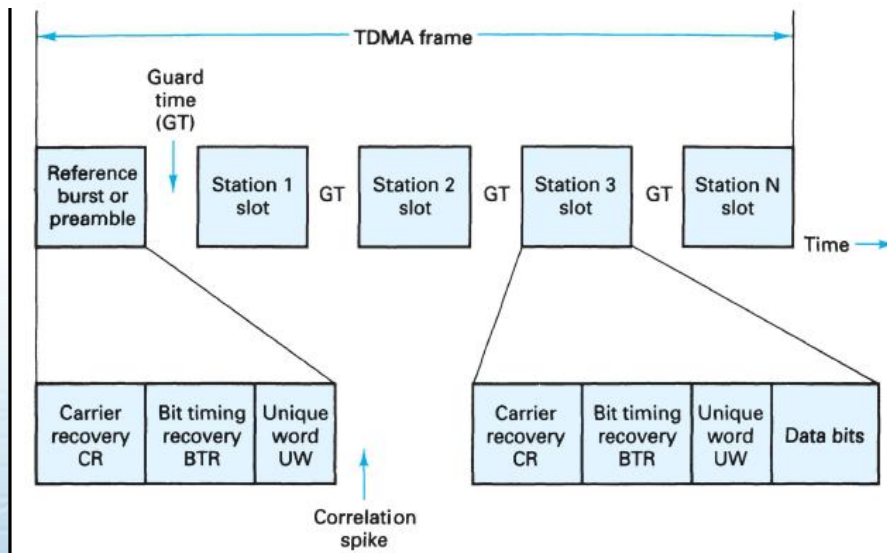 TDMA frame
Guard
time
(GT)
Reference
burst or
preamble
Station 1
slot
GT
Station 2
slot
GT
Station 3
slot
GT
Station N
slot
Time
Carrier
recovery
CR
Bit timing
recovery
BTR
Unique
word
UW
Carrier
recovery
CR
Bit timing
recovery
BTR
Unique
word
UW
Data bits
Correlation
spike